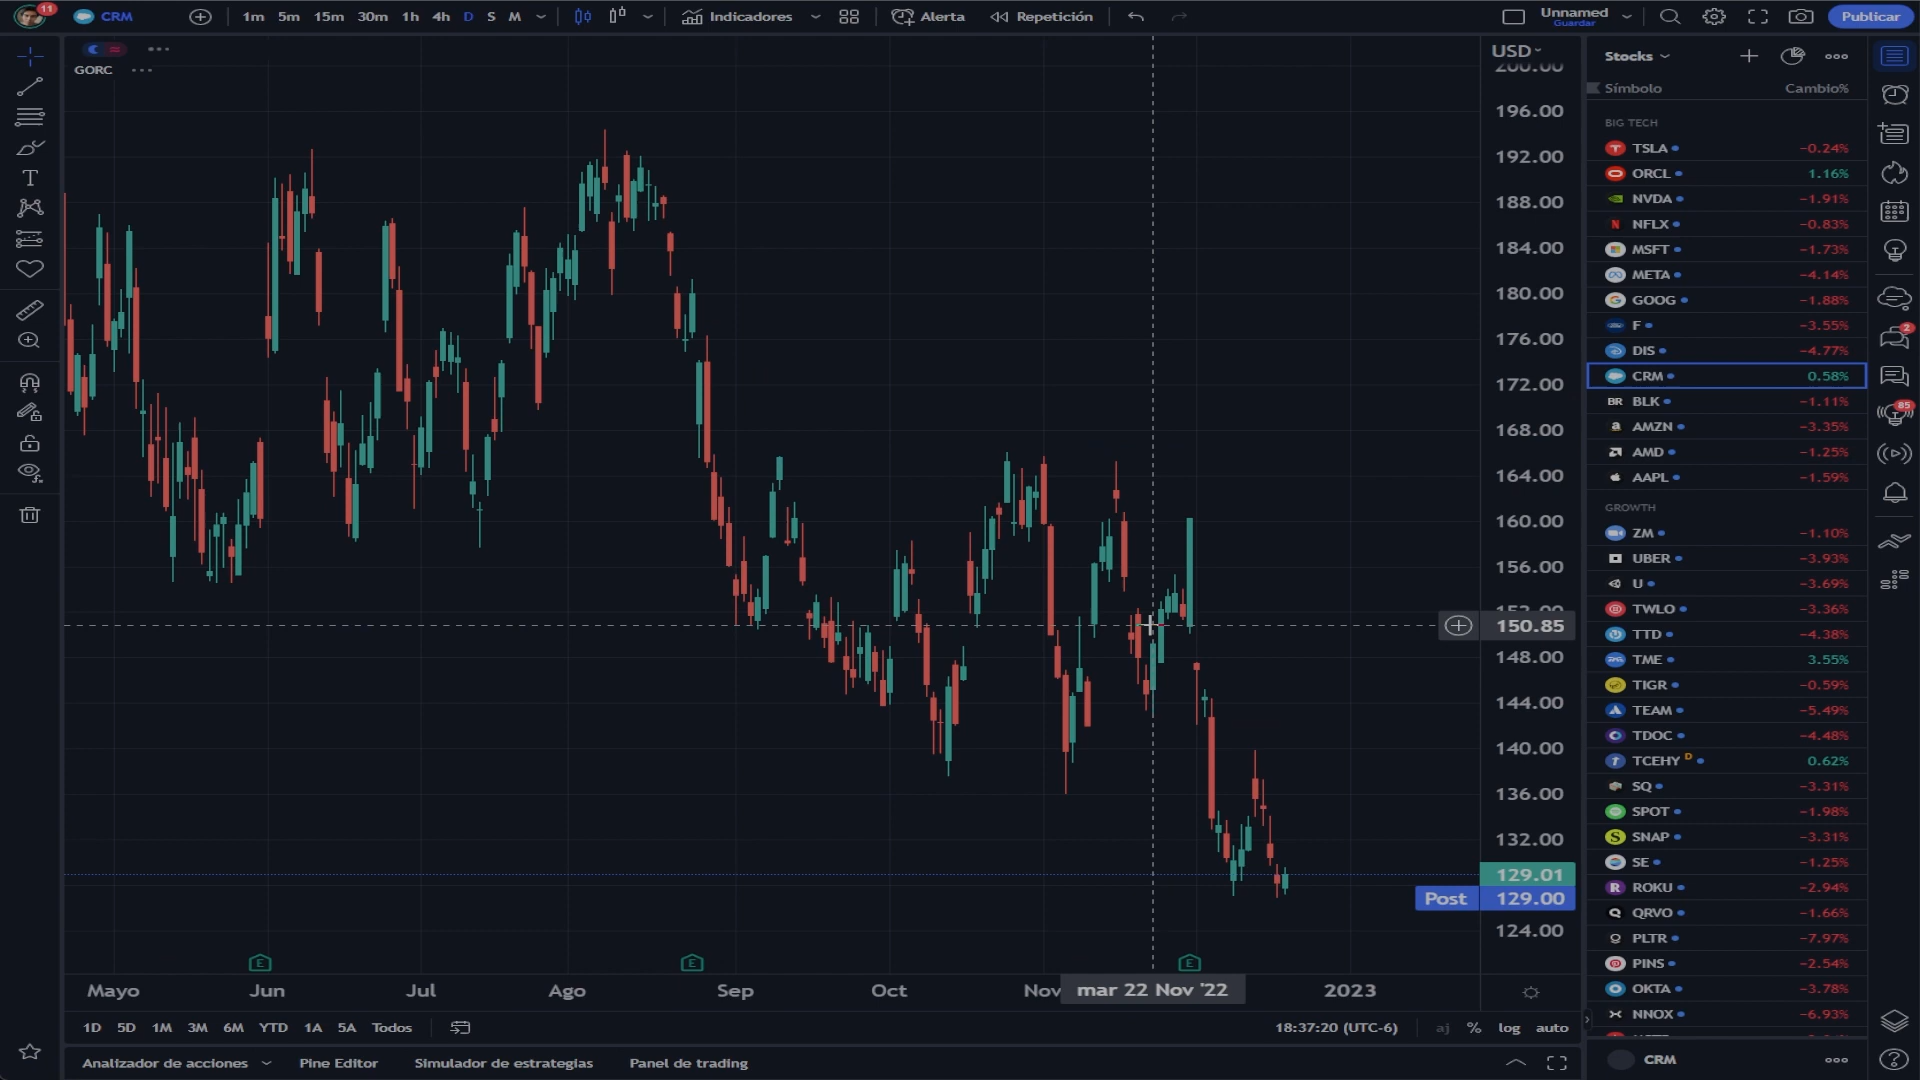 11 CRM 1m 5m 15m 30m 1h 4h D S M Indicadores Alerta Repetición Unnamed Guardar Publicar
GORC
USD
200.00
196.00
192.00
188.00
184.00
180.00
176.00
172.00
168.00
164.00
160.00
156.00
152.00
150.85
148.00
144.00
140.00
136.00
132.00
129.01
Post 129.00
124.00
E E E
Mayo Jun Jul Ago Sep Oct Nov mar 22 Nov '22 2023
1D 5D 1M 3M 6M YTD 1A 5A Todos 18:37:20 (UTC-6) aj % log auto
Analizador de acciones Pine Editor Simulador de estrategias Panel de trading
Stocks
Símbolo Cambio%
BIG TECH
TSLA −0.24%
ORCL 1.16%
NVDA −1.91%
NFLX −0.83%
MSFT −1.73%
META −4.14%
GOOG −1.88%
F −3.55%
DIS −4.77%
CRM 0.58%
BLK −1.11%
AMZN −3.35%
AMD −1.25%
AAPL −1.59%
GROWTH
ZM −1.10%
UBER −3.93%
U −3.69%
TWLO −3.36%
TTD −4.38%
TME 3.55%
TIGR −0.59%
TEAM −5.49%
TDOC −4.48%
TCEHY D 0.62%
SQ −3.31%
SPOT −1.98%
SNAP −3.31%
SE −1.25%
ROKU −2.94%
QRVO −1.66%
PLTR −7.97%
PINS −2.54%
OKTA −3.78%
NNOX −6.93%
CRM
2
85